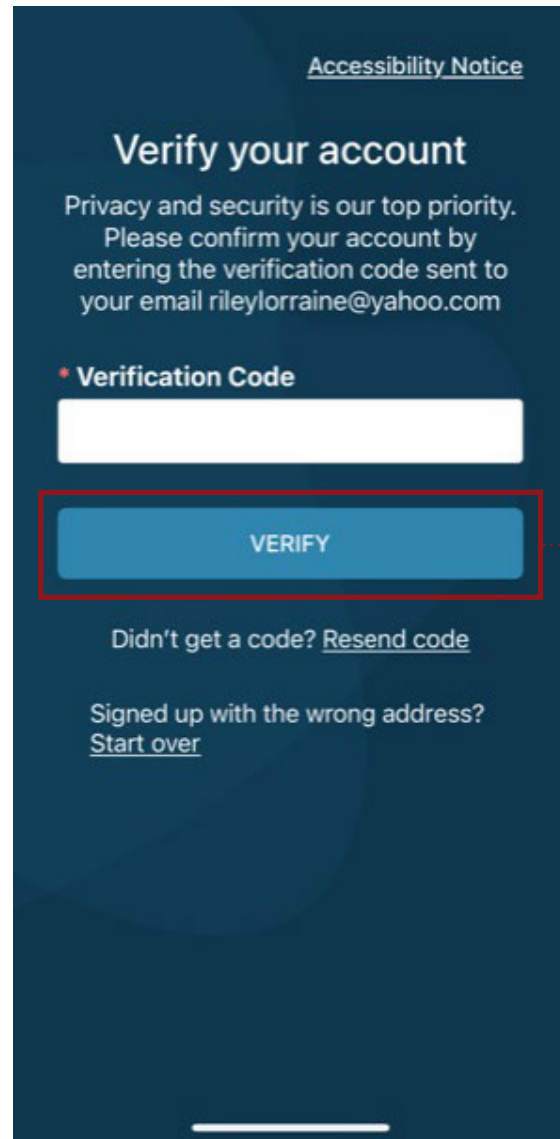 Accessibility Notice
Verify your account
Privacy and security is our top priority.
Please confirm your account by
entering the verification code sent to
your email rileylorraine@yahoo.com
* Verification Code
VERIFY
Didn't get a code? Resend code
Signed up with the wrong address?
Start over